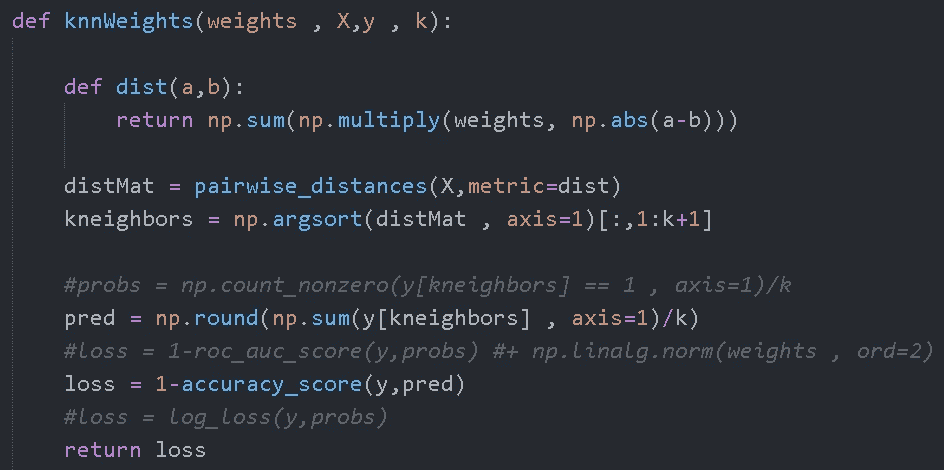 def knnWeights(weights , X,y , k):
def dist(a,b):
return np.sum(np.multiply(weights, np.abs(a-b)))
distMat = pairwise_distances(X,metric=dist)
kneighbors = np.argsort(distMat , axis=1)[:,1:k+1]
#probs = np.count_nonzero(y[kneighbors] == 1 , axis=1)/k
pred = np.round(np.sum(y[kneighbors] , axis=1)/k)
#loss = 1-roc_auc_score(y,probs) #+ np.linalg.norm(weights , ord=2)
loss = 1-accuracy_score(y,pred)
#loss = log_loss(y,probs)
return loss